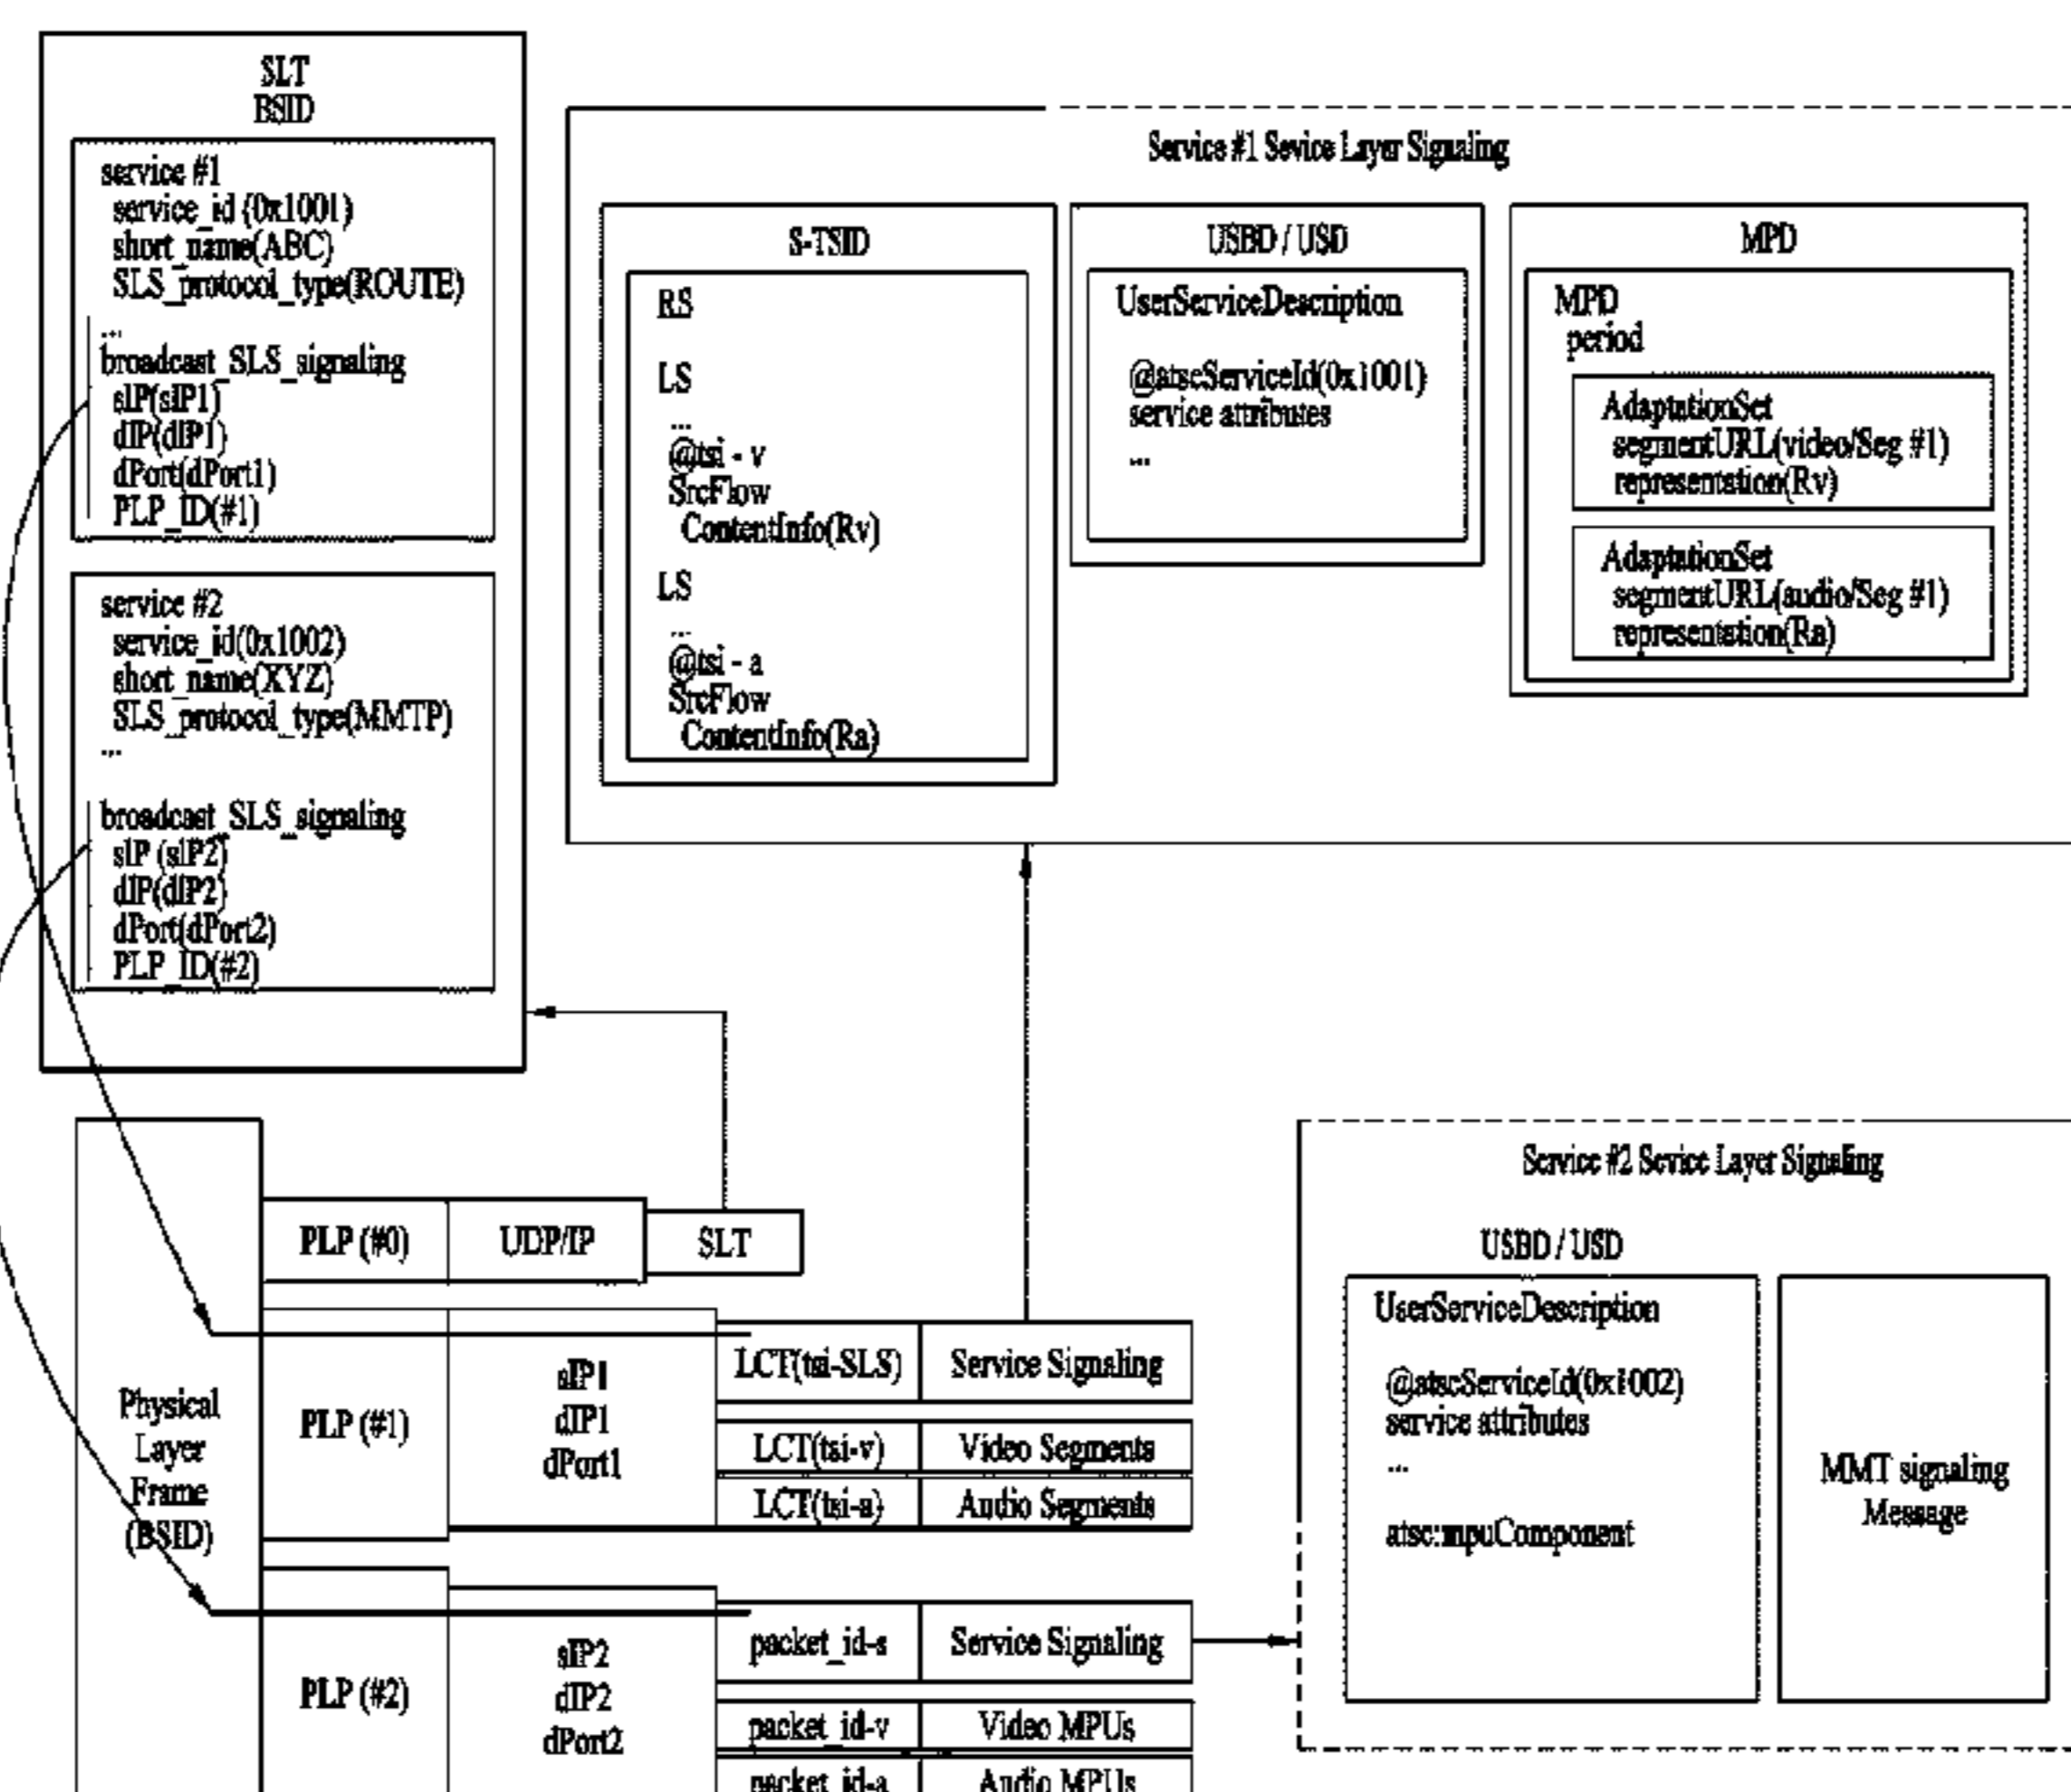 SLT
BSID
service #1
service_id (0x1001)
short_name(ABC)
SLS_protocol_type(ROUTE)
...
broadcast_SLS_signaling
sIP(sIP1)
dIP(dIP1)
dPort(dPort1)
PLP_ID(#1)
service #2
service_id(0x1002)
short_name(XYZ)
SLS_protocol_type(MMTP)
...
broadcast_SLS_signaling
sIP (sIP2)
dIP(dIP2)
dPort(dPort2)
PLP_ID(#2)
Service #1 Sevice Layer Signaling
S-TSID
RS
LS
...
@tsi - v
SrcFlow
ContentInfo(Rv)
LS
...
@tsi - a
SrcFlow
ContentInfo(Ra)
USBD / USD
UserServiceDescription
@atscServiceId(0x1001)
service attributes
...
MPD
MPD
period
AdaptationSet
segmentURL(video/Seg #1)
representation(Rv)
AdaptationSet
segmentURL(audio/Seg #1)
representation(Ra)
Physical
Layer
Frame
(BSID)
PLP (#0)
UDP/IP
SLT
PLP (#1)
sIP1
dIP1
dPort1
LCT(tsi-SLS)
Service Signaling
LCT(tsi-v)
Video Segments
LCT(tsi-a)
Audio Segments
PLP (#2)
sIP2
dIP2
dPort2
packet_id-s
Service Signaling
packet_id-v
Video MPUs
packet_id-a
Audio MPUs
Service #2 Sevice Layer Signaling
USBD / USD
UserServiceDescription
@atscServiceId(0x1002)
service attributes
...
atsc:mpuComponent
MMT signaling
Message